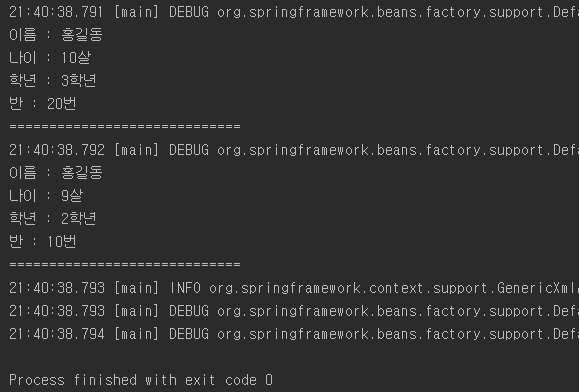 21:40:38.791 [main] DEBUG org.springframework.beans.factory.support.Defa
이름 : 홍길동
나이 : 10살
학년 : 3학년
반 : 20번
=============================
21:40:38.792 [main] DEBUG org.springframework.beans.factory.support.Defa
이름 : 홍길동
나이 : 9살
학년 : 2학년
반 : 10번
=============================
21:40:38.793 [main] INFO org.springframework.context.support.GenericXml
21:40:38.793 [main] DEBUG org.springframework.beans.factory.support.Defa
21:40:38.794 [main] DEBUG org.springframework.beans.factory.support.Defa
Process finished with exit code 0